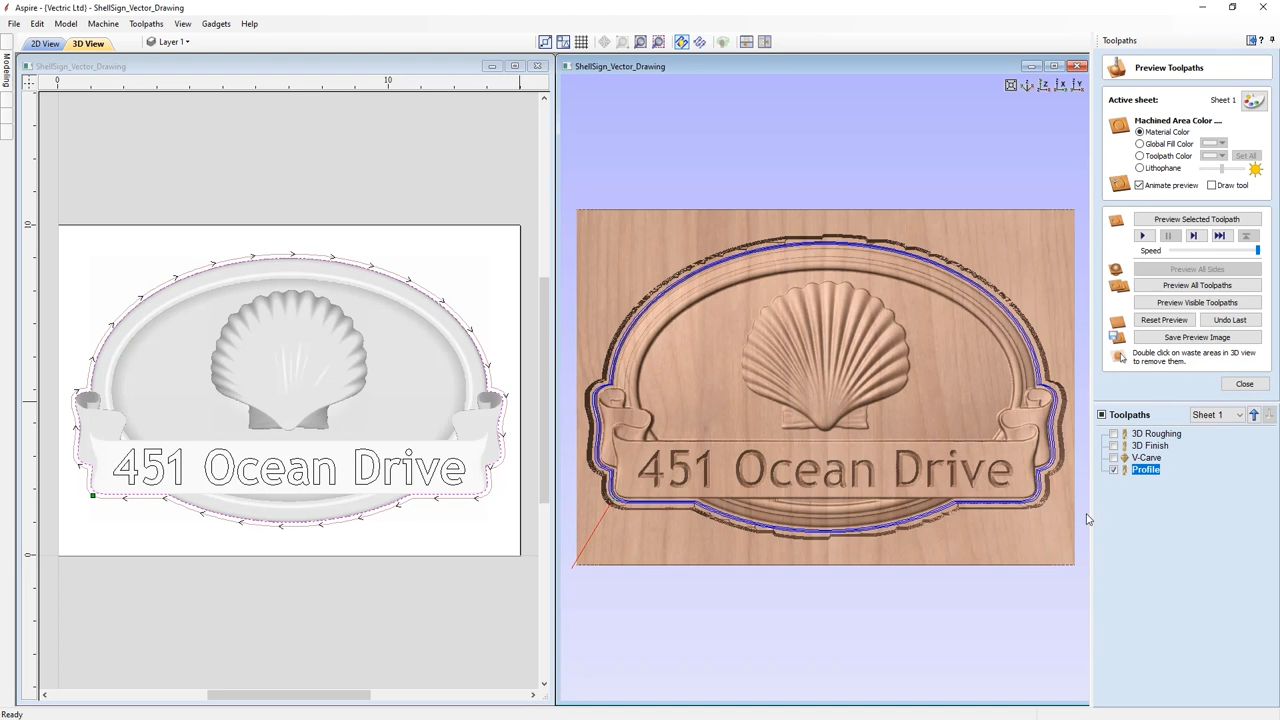 Aspire - {Vectric Ltd} - ShellSign_Vector_Drawing
File Edit Model Machine Toolpaths View Gadgets Help
2D View 3D View Layer 1
Modeling
ShellSign_Vector_Drawing
0 10
10
0
451 Ocean Drive
ShellSign_Vector_Drawing
Z X Y
451 Ocean Drive
Toolpaths
Preview Toolpaths
Active sheet: Sheet 1
Machined Area Color ....
Material Color
Global Fill Color
Toolpath Color Set All
Lithophane
Animate preview Draw tool
Preview Selected Toolpath
Speed
Preview All Sides
Preview All Toolpaths
Preview Visible Toolpaths
Reset Preview Undo Last
Save Preview Image
Double click on waste areas in 3D view
to remove them.
Close
Toolpaths Sheet 1
3D Roughing
3D Finish
V-Carve
Profile
Ready